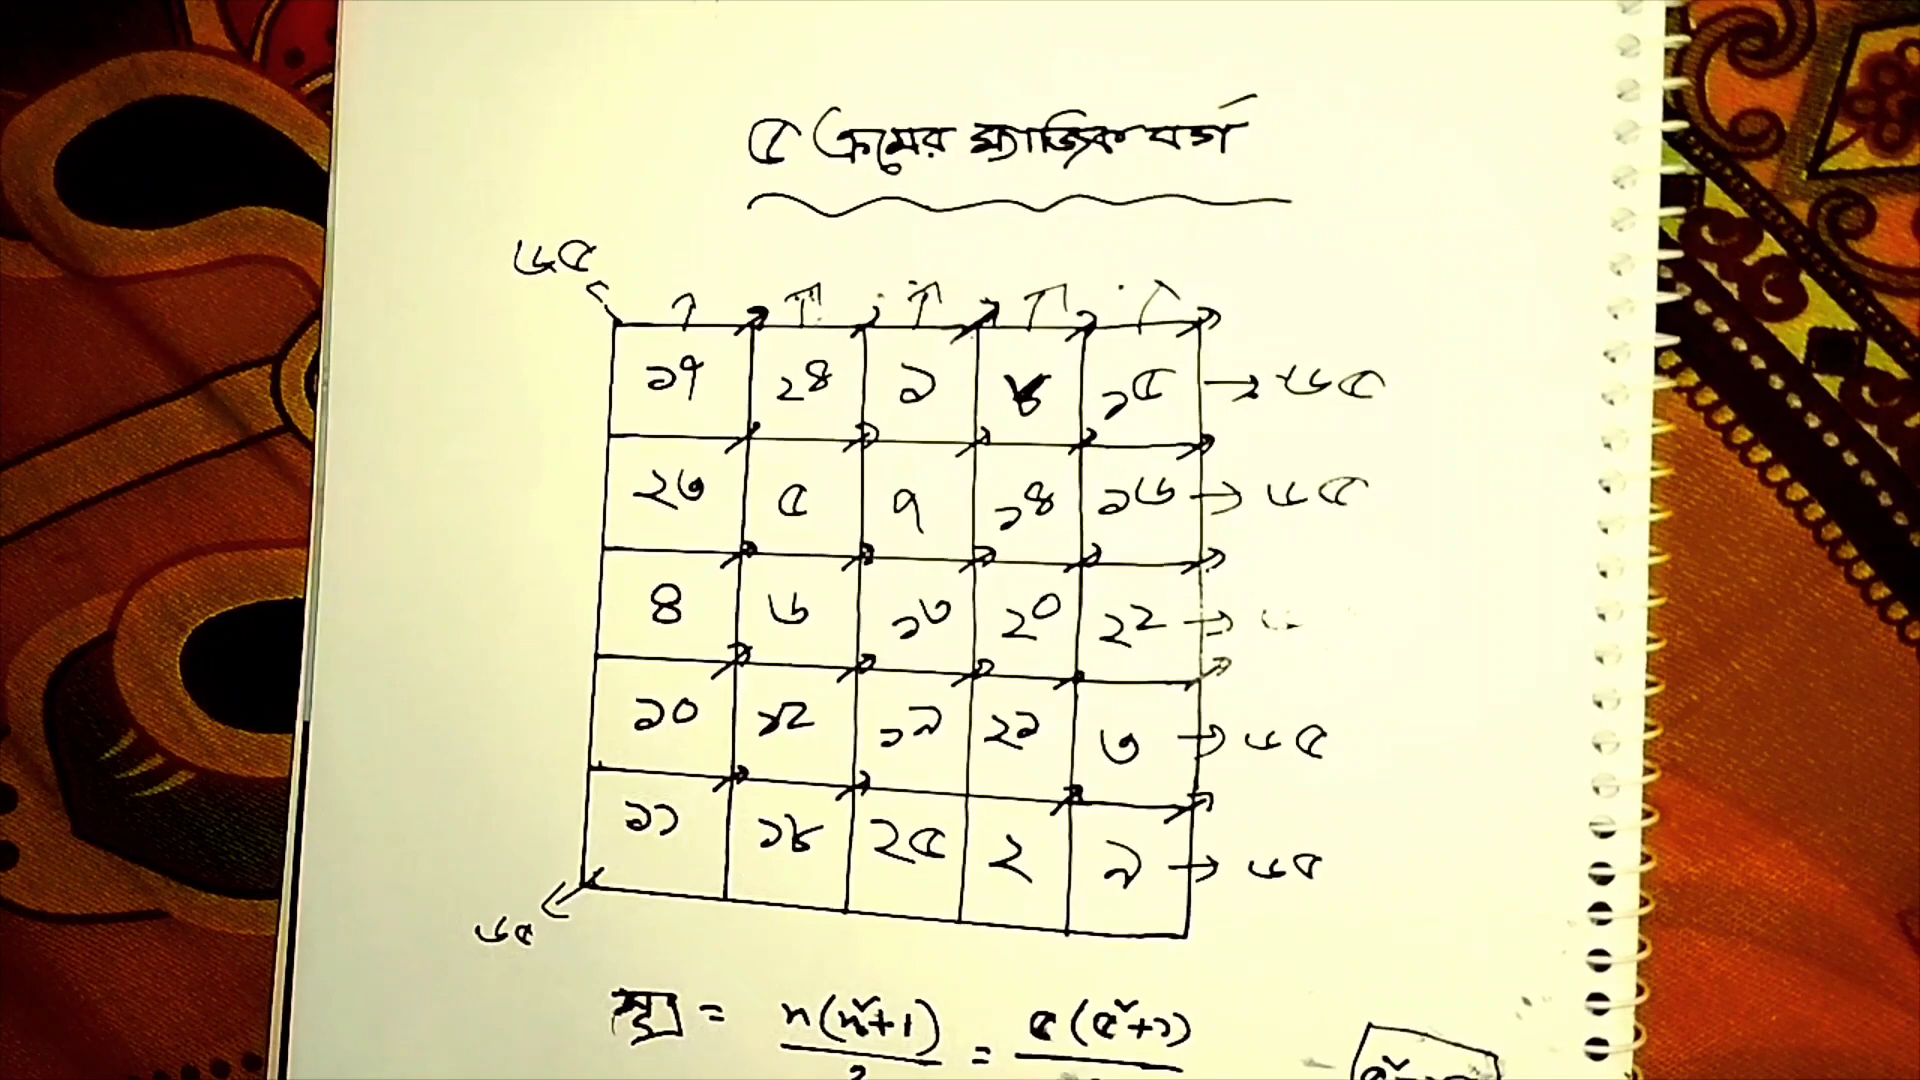 ৫ ক্রমের ম্যাজিক বর্গ
৬৫
১৭ ২৪ ১ ৮ ১৫ → ৬৫
২৩ ৫ ৭ ১৪ ১৬ → ৬৫
৪ ৬ ১৩ ২০ ২২ →
১০ ১২ ১৯ ২১ ৩ → ৬৫
১১ ১৮ ২৫ ২ ৯ → ৬৫
৬৫
সূত্র = n(n²+1) = ৫(৫²+১)